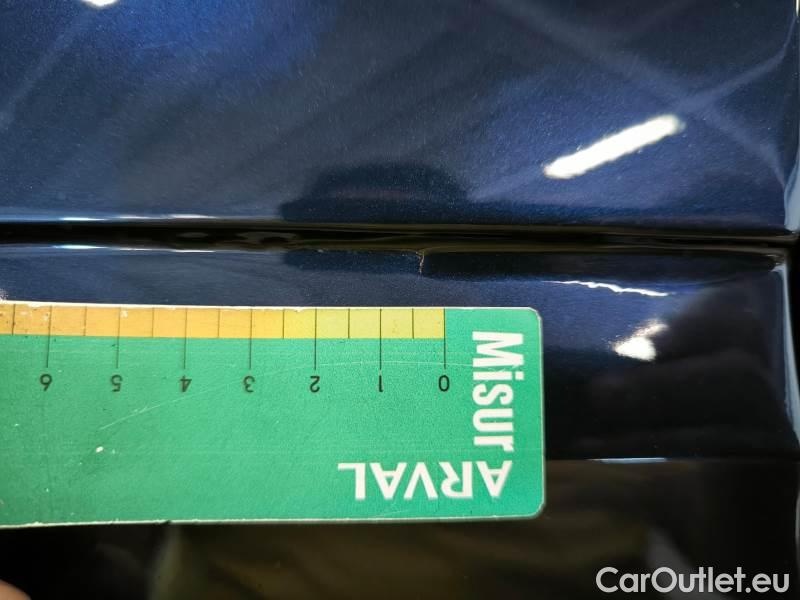 Misur
ARVAL
0 1 2 3 4 5 6
CarOutlet.eu